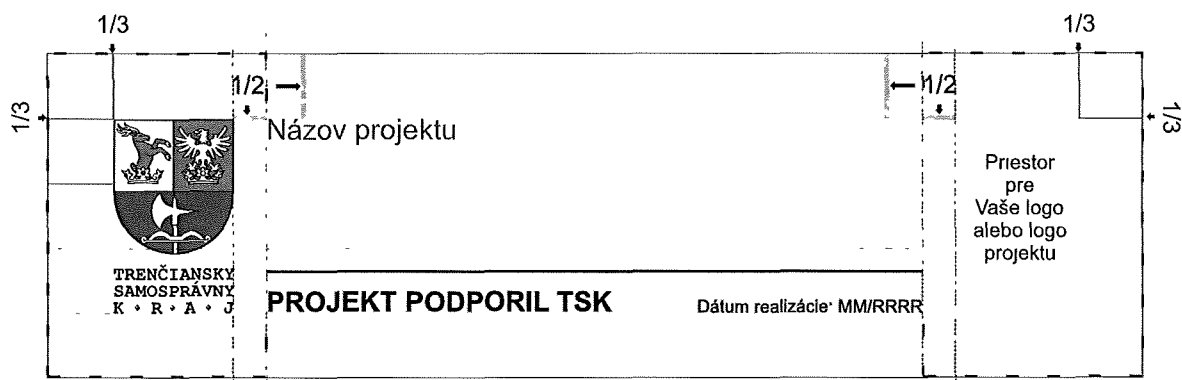 1/3
1/3
1/2
1/2
1/3
1/3
Názov projektu
Priestor
pre
Vaše logo
alebo logo
projektu
TRENČIANSKY
SAMOSPRÁVNY
K • R • A • J
PROJEKT PODPORIL TSK
Dátum realizácie: MM/RRRR